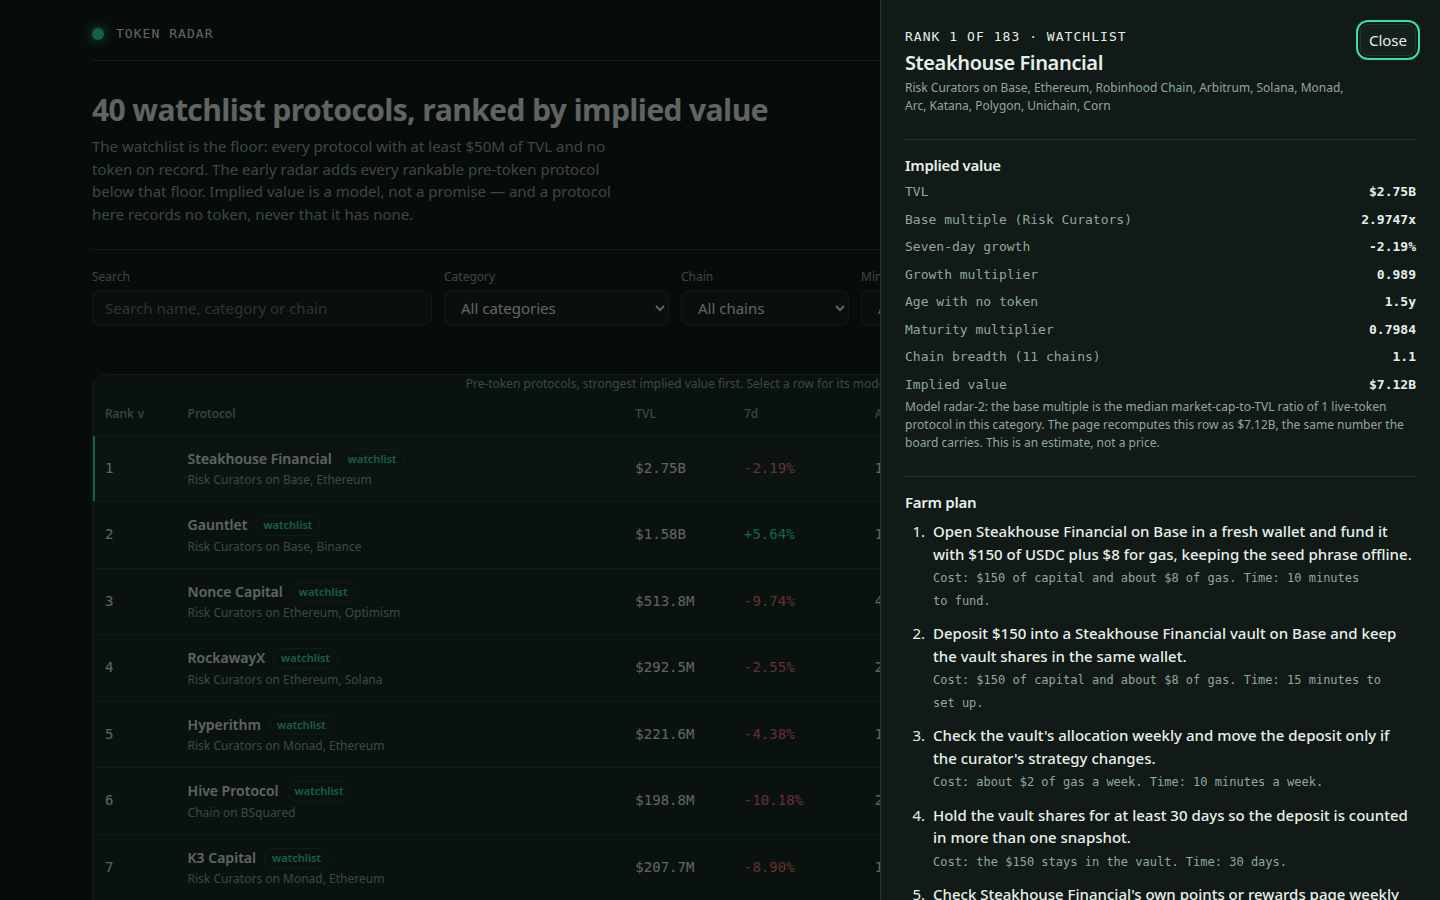 TOKEN RADAR
40 watchlist protocols, ranked by implied value
The watchlist is the floor: every protocol with at least $50M of TVL and no
token on record. The early radar adds every rankable pre-token protocol
below that floor. Implied value is a model, not a promise — and a protocol
here records no token, never that it has none.
Search
Category
Chain
Search name, category or chain
All categories
All chains
Pre-token protocols, strongest implied value first. Select a row for its
Rank v
Protocol
TVL
7d
1
Steakhouse Financial watchlist
Risk Curators on Base, Ethereum
$2.75B
-2.19%
2
Gauntlet watchlist
Risk Curators on Base, Binance
$1.58B
+5.64%
3
Nonce Capital watchlist
Risk Curators on Ethereum, Optimism
$513.8M
-9.74%
4
RockawayX watchlist
Risk Curators on Ethereum, Solana
$292.5M
-2.55%
5
Hyperithm watchlist
Risk Curators on Monad, Ethereum
$221.6M
-4.38%
6
Hive Protocol watchlist
Chain on BSquared
$198.8M
-10.18%
7
K3 Capital watchlist
Risk Curators on Monad, Ethereum
$207.7M
-8.90%
RANK 1 OF 183 · WATCHLIST
Close
Steakhouse Financial
Risk Curators on Base, Ethereum, Robinhood Chain, Arbitrum, Solana, Monad,
Arc, Katana, Polygon, Unichain, Corn
Implied value
TVL $2.75B
Base multiple (Risk Curators) 2.9747x
Seven-day growth -2.19%
Growth multiplier 0.989
Age with no token 1.5y
Maturity multiplier 0.7984
Chain breadth (11 chains) 1.1
Implied value $7.12B
Model radar-2: the base multiple is the median market-cap-to-TVL ratio of 1 live-token
protocol in this category. The page recomputes this row as $7.12B, the same number the
board carries. This is an estimate, not a price.
Farm plan
1. Open Steakhouse Financial on Base in a fresh wallet and fund it
with $150 of USDC plus $8 for gas, keeping the seed phrase offline.
Cost: $150 of capital and about $8 of gas. Time: 10 minutes
to fund.
2. Deposit $150 into a Steakhouse Financial vault on Base and keep
the vault shares in the same wallet.
Cost: $150 of capital and about $8 of gas. Time: 15 minutes to
set up.
3. Check the vault's allocation weekly and move the deposit only if
the curator's strategy changes.
Cost: about $2 of gas a week. Time: 10 minutes a week.
4. Hold the vault shares for at least 30 days so the deposit is counted
in more than one snapshot.
Cost: the $150 stays in the vault. Time: 30 days.
5. Check Steakhouse Financial's own points or rewards page weekly